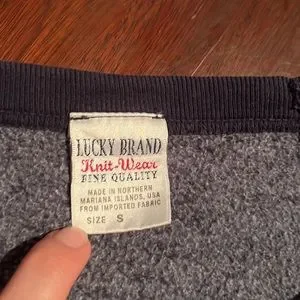 LUCKY BRAND
Knit-Wear
FINE QUALITY
MADE IN NORTHERN
MARIANA ISLANDS, USA
FROM IMPORTED FABRIC
SIZE S